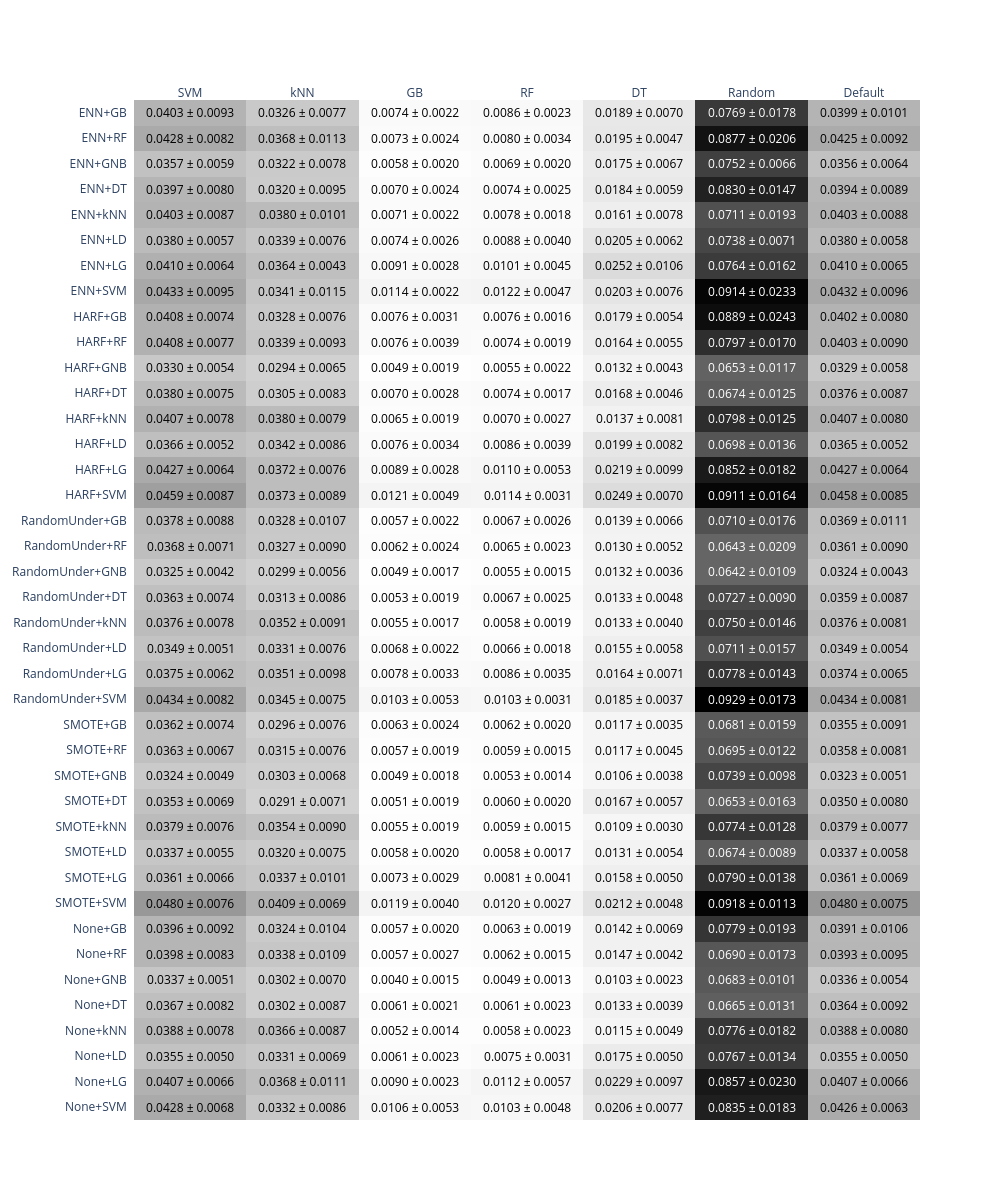 SVM kNN GB RF DT Random Default
ENN+GB 0.0403 ± 0.0093 0.0326 ± 0.0077 0.0074 ± 0.0022 0.0086 ± 0.0023 0.0189 ± 0.0070 0.0769 ± 0.0178 0.0399 ± 0.0101
ENN+RF 0.0428 ± 0.0082 0.0368 ± 0.0113 0.0073 ± 0.0024 0.0080 ± 0.0034 0.0195 ± 0.0047 0.0877 ± 0.0206 0.0425 ± 0.0092
ENN+GNB 0.0357 ± 0.0059 0.0322 ± 0.0078 0.0058 ± 0.0020 0.0069 ± 0.0020 0.0175 ± 0.0067 0.0752 ± 0.0066 0.0356 ± 0.0064
ENN+DT 0.0397 ± 0.0080 0.0320 ± 0.0095 0.0070 ± 0.0024 0.0074 ± 0.0025 0.0184 ± 0.0059 0.0830 ± 0.0147 0.0394 ± 0.0089
ENN+kNN 0.0403 ± 0.0087 0.0380 ± 0.0101 0.0071 ± 0.0022 0.0078 ± 0.0018 0.0161 ± 0.0078 0.0711 ± 0.0193 0.0403 ± 0.0088
ENN+LD 0.0380 ± 0.0057 0.0339 ± 0.0076 0.0074 ± 0.0026 0.0088 ± 0.0040 0.0205 ± 0.0062 0.0738 ± 0.0071 0.0380 ± 0.0058
ENN+LG 0.0410 ± 0.0064 0.0364 ± 0.0043 0.0091 ± 0.0028 0.0101 ± 0.0045 0.0252 ± 0.0106 0.0764 ± 0.0162 0.0410 ± 0.0065
ENN+SVM 0.0433 ± 0.0095 0.0341 ± 0.0115 0.0114 ± 0.0022 0.0122 ± 0.0047 0.0203 ± 0.0076 0.0914 ± 0.0233 0.0432 ± 0.0096
HARF+GB 0.0408 ± 0.0074 0.0328 ± 0.0076 0.0076 ± 0.0031 0.0076 ± 0.0016 0.0179 ± 0.0054 0.0889 ± 0.0243 0.0402 ± 0.0080
HARF+RF 0.0408 ± 0.0077 0.0339 ± 0.0093 0.0076 ± 0.0039 0.0074 ± 0.0019 0.0164 ± 0.0055 0.0797 ± 0.0170 0.0403 ± 0.0090
HARF+GNB 0.0330 ± 0.0054 0.0294 ± 0.0065 0.0049 ± 0.0019 0.0055 ± 0.0022 0.0132 ± 0.0043 0.0653 ± 0.0117 0.0329 ± 0.0058
HARF+DT 0.0380 ± 0.0075 0.0305 ± 0.0083 0.0070 ± 0.0028 0.0074 ± 0.0017 0.0168 ± 0.0046 0.0674 ± 0.0125 0.0376 ± 0.0087
HARF+kNN 0.0407 ± 0.0078 0.0380 ± 0.0079 0.0065 ± 0.0019 0.0070 ± 0.0027 0.0137 ± 0.0081 0.0798 ± 0.0125 0.0407 ± 0.0080
HARF+LD 0.0366 ± 0.0052 0.0342 ± 0.0086 0.0076 ± 0.0034 0.0086 ± 0.0039 0.0199 ± 0.0082 0.0698 ± 0.0136 0.0365 ± 0.0052
HARF+LG 0.0427 ± 0.0064 0.0372 ± 0.0076 0.0089 ± 0.0028 0.0110 ± 0.0053 0.0219 ± 0.0099 0.0852 ± 0.0182 0.0427 ± 0.0064
HARF+SVM 0.0459 ± 0.0087 0.0373 ± 0.0089 0.0121 ± 0.0049 0.0114 ± 0.0031 0.0249 ± 0.0070 0.0911 ± 0.0164 0.0458 ± 0.0085
RandomUnder+GB 0.0378 ± 0.0088 0.0328 ± 0.0107 0.0057 ± 0.0022 0.0067 ± 0.0026 0.0139 ± 0.0066 0.0710 ± 0.0176 0.0369 ± 0.0111
RandomUnder+RF 0.0368 ± 0.0071 0.0327 ± 0.0090 0.0062 ± 0.0024 0.0065 ± 0.0023 0.0130 ± 0.0052 0.0643 ± 0.0209 0.0361 ± 0.0090
RandomUnder+GNB 0.0325 ± 0.0042 0.0299 ± 0.0056 0.0049 ± 0.0017 0.0055 ± 0.0015 0.0132 ± 0.0036 0.0642 ± 0.0109 0.0324 ± 0.0043
RandomUnder+DT 0.0363 ± 0.0074 0.0313 ± 0.0086 0.0053 ± 0.0019 0.0067 ± 0.0025 0.0133 ± 0.0048 0.0727 ± 0.0090 0.0359 ± 0.0087
RandomUnder+kNN 0.0376 ± 0.0078 0.0352 ± 0.0091 0.0055 ± 0.0017 0.0058 ± 0.0019 0.0133 ± 0.0040 0.0750 ± 0.0146 0.0376 ± 0.0081
RandomUnder+LD 0.0349 ± 0.0051 0.0331 ± 0.0076 0.0068 ± 0.0022 0.0066 ± 0.0018 0.0155 ± 0.0058 0.0711 ± 0.0157 0.0349 ± 0.0054
RandomUnder+LG 0.0375 ± 0.0062 0.0351 ± 0.0098 0.0078 ± 0.0033 0.0086 ± 0.0035 0.0164 ± 0.0071 0.0778 ± 0.0143 0.0374 ± 0.0065
RandomUnder+SVM 0.0434 ± 0.0082 0.0345 ± 0.0075 0.0103 ± 0.0053 0.0103 ± 0.0031 0.0185 ± 0.0037 0.0929 ± 0.0173 0.0434 ± 0.0081
SMOTE+GB 0.0362 ± 0.0074 0.0296 ± 0.0076 0.0063 ± 0.0024 0.0062 ± 0.0020 0.0117 ± 0.0035 0.0681 ± 0.0159 0.0355 ± 0.0091
SMOTE+RF 0.0363 ± 0.0067 0.0315 ± 0.0076 0.0057 ± 0.0019 0.0059 ± 0.0015 0.0117 ± 0.0045 0.0695 ± 0.0122 0.0358 ± 0.0081
SMOTE+GNB 0.0324 ± 0.0049 0.0303 ± 0.0068 0.0049 ± 0.0018 0.0053 ± 0.0014 0.0106 ± 0.0038 0.0739 ± 0.0098 0.0323 ± 0.0051
SMOTE+DT 0.0353 ± 0.0069 0.0291 ± 0.0071 0.0051 ± 0.0019 0.0060 ± 0.0020 0.0167 ± 0.0057 0.0653 ± 0.0163 0.0350 ± 0.0080
SMOTE+kNN 0.0379 ± 0.0076 0.0354 ± 0.0090 0.0055 ± 0.0019 0.0059 ± 0.0015 0.0109 ± 0.0030 0.0774 ± 0.0128 0.0379 ± 0.0077
SMOTE+LD 0.0337 ± 0.0055 0.0320 ± 0.0075 0.0058 ± 0.0020 0.0058 ± 0.0017 0.0131 ± 0.0054 0.0674 ± 0.0089 0.0337 ± 0.0058
SMOTE+LG 0.0361 ± 0.0066 0.0337 ± 0.0101 0.0073 ± 0.0029 0.0081 ± 0.0041 0.0158 ± 0.0050 0.0790 ± 0.0138 0.0361 ± 0.0069
SMOTE+SVM 0.0480 ± 0.0076 0.0409 ± 0.0069 0.0119 ± 0.0040 0.0120 ± 0.0027 0.0212 ± 0.0048 0.0918 ± 0.0113 0.0480 ± 0.0075
None+GB 0.0396 ± 0.0092 0.0324 ± 0.0104 0.0057 ± 0.0020 0.0063 ± 0.0019 0.0142 ± 0.0069 0.0779 ± 0.0193 0.0391 ± 0.0106
None+RF 0.0398 ± 0.0083 0.0338 ± 0.0109 0.0057 ± 0.0027 0.0062 ± 0.0015 0.0147 ± 0.0042 0.0690 ± 0.0173 0.0393 ± 0.0095
None+GNB 0.0337 ± 0.0051 0.0302 ± 0.0070 0.0040 ± 0.0015 0.0049 ± 0.0013 0.0103 ± 0.0023 0.0683 ± 0.0101 0.0336 ± 0.0054
None+DT 0.0367 ± 0.0082 0.0302 ± 0.0087 0.0061 ± 0.0021 0.0061 ± 0.0023 0.0133 ± 0.0039 0.0665 ± 0.0131 0.0364 ± 0.0092
None+kNN 0.0388 ± 0.0078 0.0366 ± 0.0087 0.0052 ± 0.0014 0.0058 ± 0.0023 0.0115 ± 0.0049 0.0776 ± 0.0182 0.0388 ± 0.0080
None+LD 0.0355 ± 0.0050 0.0331 ± 0.0069 0.0061 ± 0.0023 0.0075 ± 0.0031 0.0175 ± 0.0050 0.0767 ± 0.0134 0.0355 ± 0.0050
None+LG 0.0407 ± 0.0066 0.0368 ± 0.0111 0.0090 ± 0.0023 0.0112 ± 0.0057 0.0229 ± 0.0097 0.0857 ± 0.0230 0.0407 ± 0.0066
None+SVM 0.0428 ± 0.0068 0.0332 ± 0.0086 0.0106 ± 0.0053 0.0103 ± 0.0048 0.0206 ± 0.0077 0.0835 ± 0.0183 0.0426 ± 0.0063